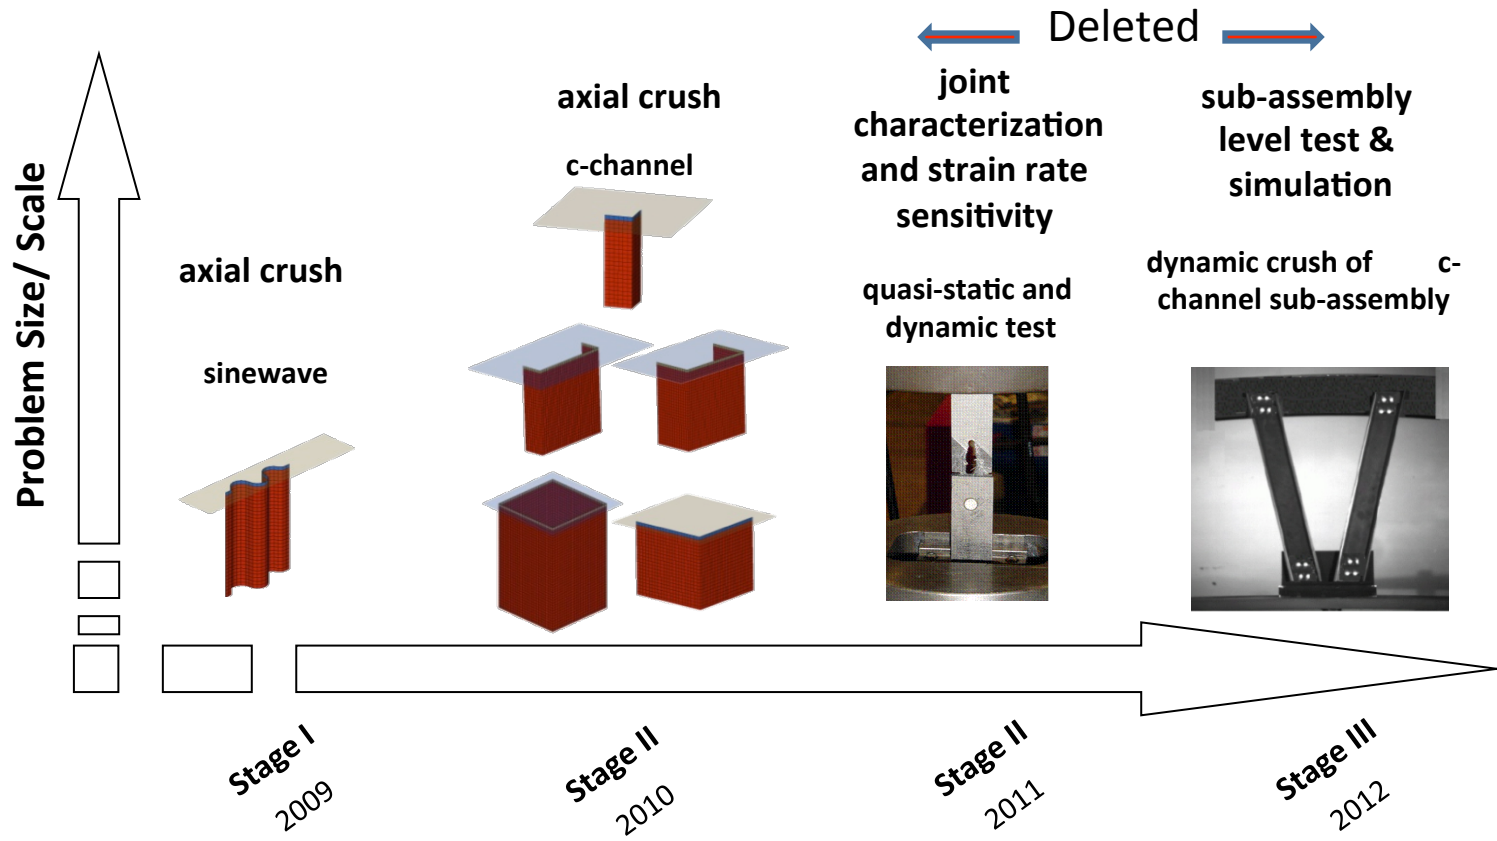 Deleted
Problem Size/ Scale
axial crush
sinewave
axial crush
c-channel
joint
characterization
and strain rate
sensitivity
quasi-static and
dynamic test
sub-assembly
level test &
simulation
dynamic crush of c-
channel sub-assembly
Stage I
2009
Stage II
2010
Stage II
2011
Stage III
2012